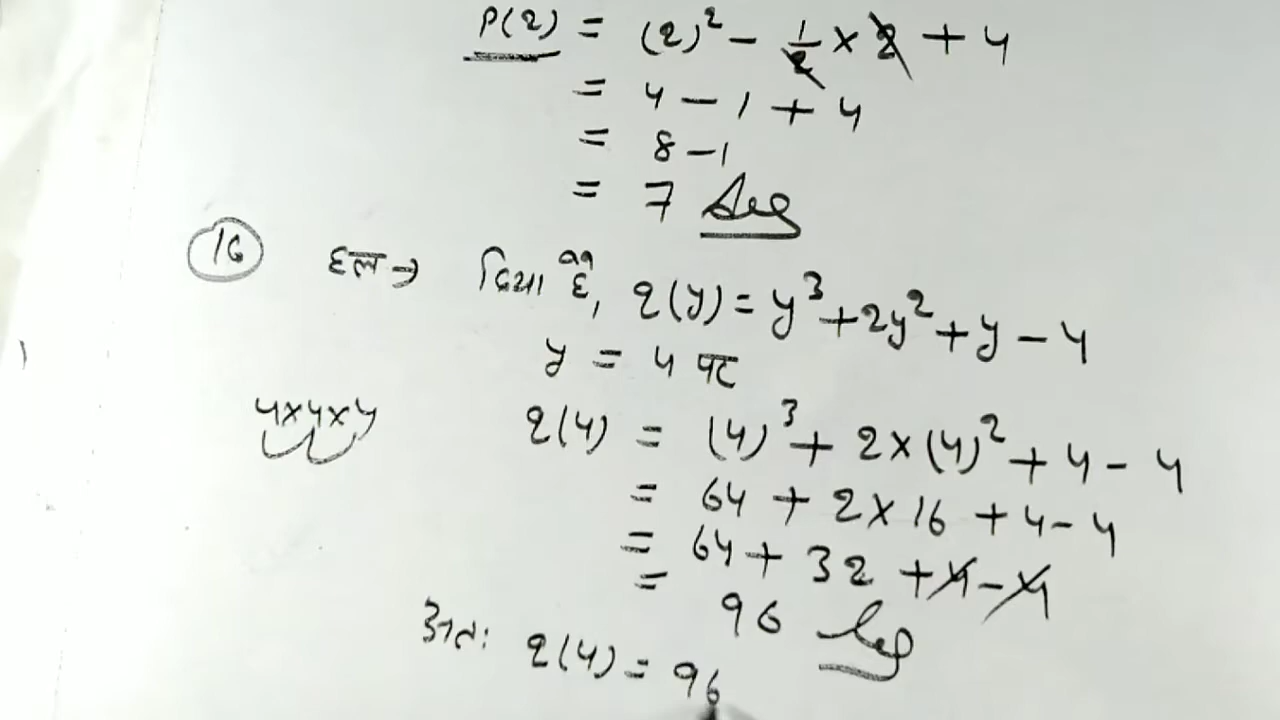 P(2) = (2)² - 1/2 × 2 + 4
= 4 - 1 + 4
= 8 - 1
= 7 Ans
16 हल → दिया है, q(y) = y³ + 2y² + y - 4
y = 4 पर
4×4×4 q(4) = (4)³ + 2×(4)² + 4 - 4
= 64 + 2×16 + 4 - 4
= 64 + 32 + 4 - 4
= 96
अतः q(4) = 96